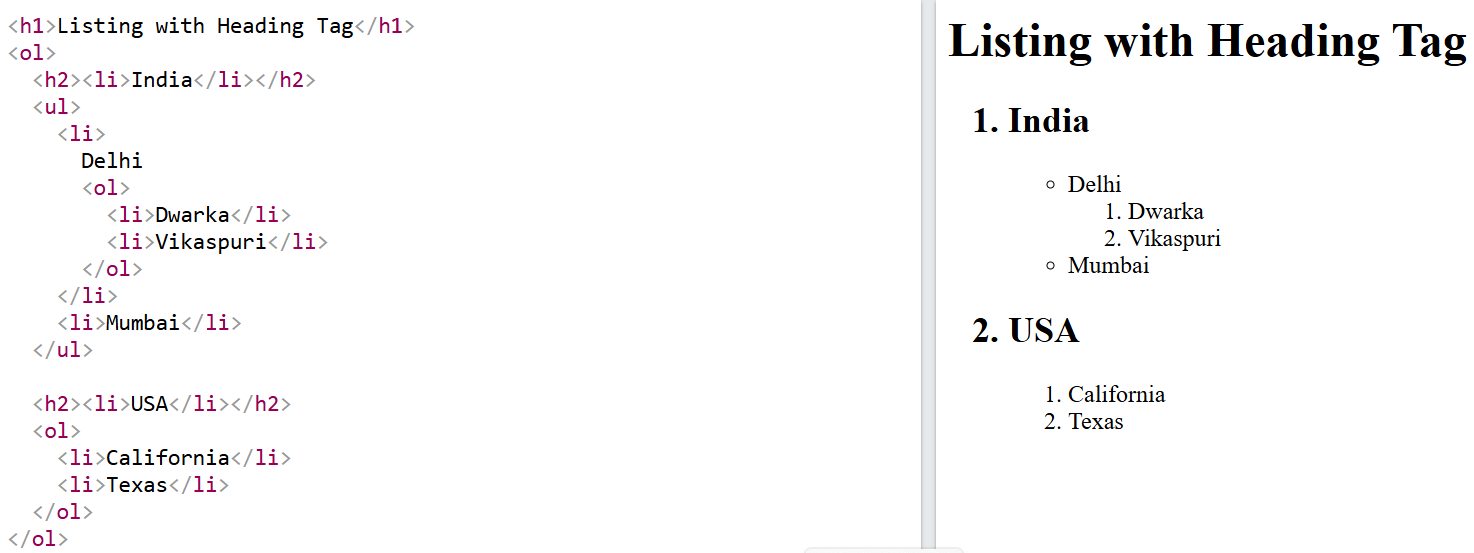 <h1>Listing with Heading Tag</h1>
<ol>
  <h2><li>India</li></h2>
  <ul>
    <li>
      Delhi
      <ol>
        <li>Dwarka</li>
        <li>Vikaspuri</li>
      </ol>
    </li>
    <li>Mumbai</li>
  </ul>

  <h2><li>USA</li></h2>
  <ol>
    <li>California</li>
    <li>Texas</li>
  </ol>
</ol>
Listing with Heading Tag
1. India
◦ Delhi
1. Dwarka
2. Vikaspuri
◦ Mumbai
2. USA
1. California
2. Texas